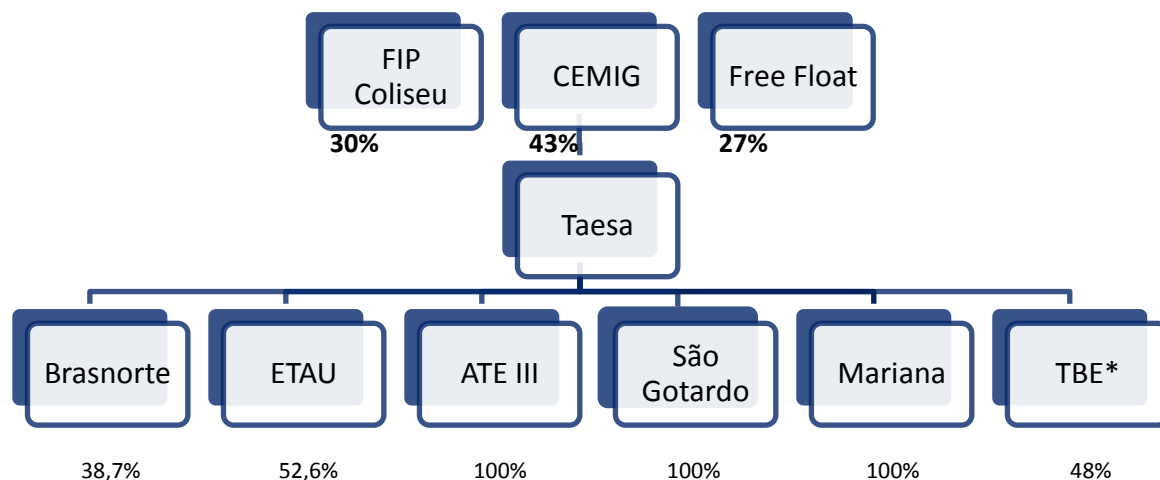 FIP
Coliseu
CEMIG
Free Float
30%
43%
27%
Taesa
Brasnorte
ETAU
ATE III
São
Gotardo
Mariana
TBE*
38,7%
52,6%
100%
100%
100%
48%